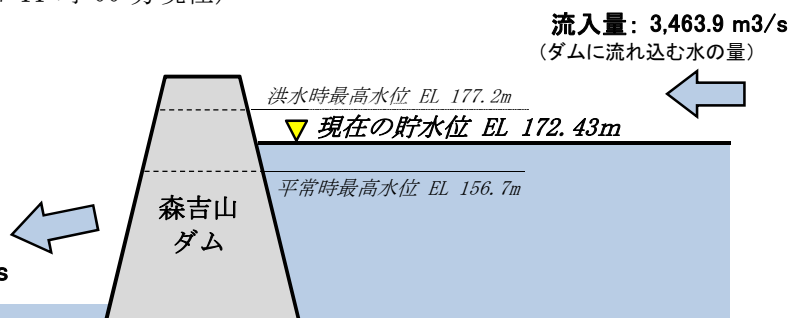 流入量: 3,463.9 m3/s
(ダムに流れ込む水の量)
洪水時最高水位 EL 177.2m
現在の貯水位 EL 172.43m
平常時最高水位 EL 156.7m
森吉山
ダム
s